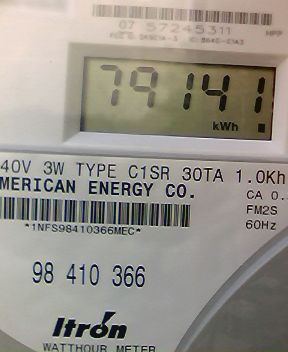 07 57245311
79141
kWh
40V 3W TYPE C1SR 30TA 1.0Kh
MERICAN ENERGY CO.
CA 0.
FM2S
60Hz
*1NFS98410366MEC*
98 410 366
Itrón
WATTHOUR METER